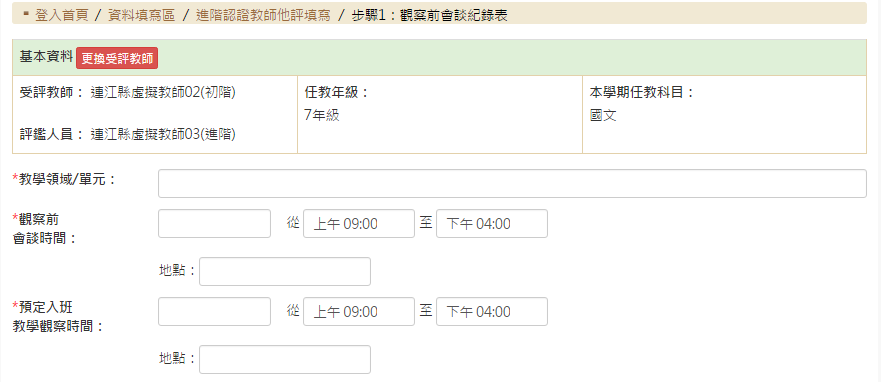 登入首頁 / 資料填寫區 / 進階認證教師他評填寫 / 步驟1：觀察前會談紀錄表
基本資料 更換受評教師
受評教師： 連江縣虛擬教師02(初階)
評鑑人員： 連江縣虛擬教師03(進階)
任教年級：
7年級
本學期任教科目：
國文
*教學領域/單元：
*觀察前
會談時間：
從 上午 09:00 至 下午 04:00
地點：
*預定入班
教學觀察時間：
從 上午 09:00 至 下午 04:00
地點：